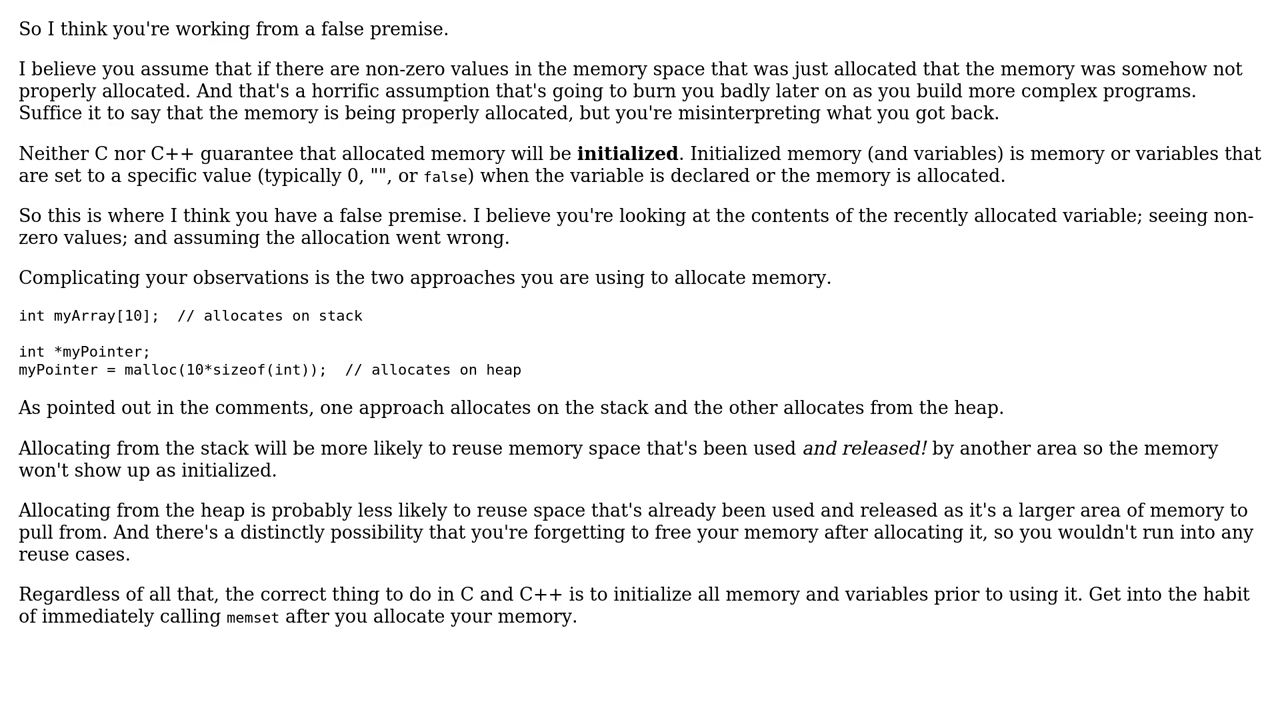 So I think you're working from a false premise.
I believe you assume that if there are non-zero values in the memory space that was just allocated that the memory was somehow not
properly allocated. And that's a horrific assumption that's going to burn you badly later on as you build more complex programs.
Suffice it to say that the memory is being properly allocated, but you're misinterpreting what you got back.
Neither C nor C++ guarantee that allocated memory will be initialized. Initialized memory (and variables) is memory or variables that
are set to a specific value (typically 0, "", or false) when the variable is declared or the memory is allocated.
So this is where I think you have a false premise. I believe you're looking at the contents of the recently allocated variable; seeing non-
zero values; and assuming the allocation went wrong.
Complicating your observations is the two approaches you are using to allocate memory.
int myArray[10];  // allocates on stack
int *myPointer;
myPointer = malloc(10*sizeof(int));  // allocates on heap
As pointed out in the comments, one approach allocates on the stack and the other allocates from the heap.
Allocating from the stack will be more likely to reuse memory space that's been used and released! by another area so the memory
won't show up as initialized.
Allocating from the heap is probably less likely to reuse space that's already been used and released as it's a larger area of memory to
pull from. And there's a distinctly possibility that you're forgetting to free your memory after allocating it, so you wouldn't run into any
reuse cases.
Regardless of all that, the correct thing to do in C and C++ is to initialize all memory and variables prior to using it. Get into the habit
of immediately calling memset after you allocate your memory.